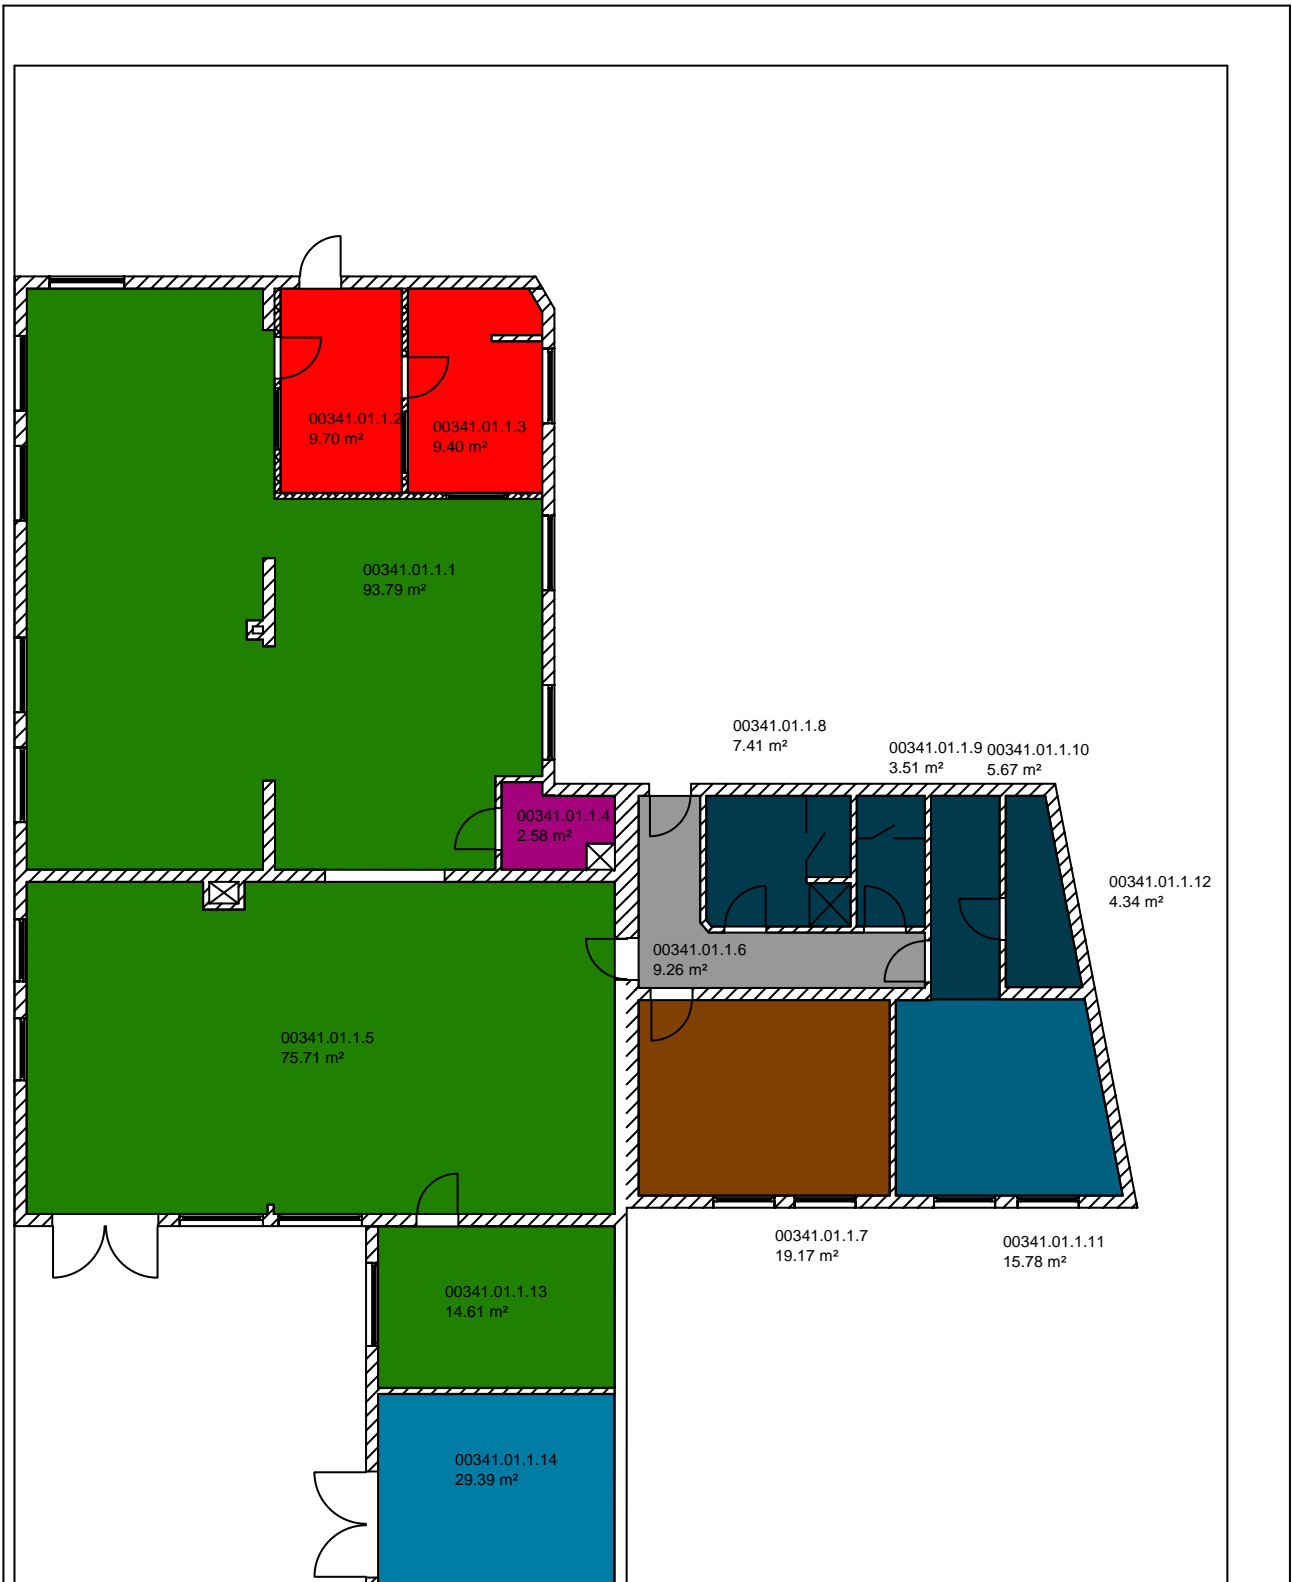 00341.01.1.2
9.70 m²
00341.01.1.3
9.40 m²
00341.01.1.1
93.79 m²
00341.01.1.8
7.41 m²
00341.01.1.9
3.51 m²
00341.01.1.10
5.67 m²
00341.01.1.4
2.58 m²
00341.01.1.12
4.34 m²
00341.01.1.6
9.26 m²
00341.01.1.5
75.71 m²
00341.01.1.7
19.17 m²
00341.01.1.11
15.78 m²
00341.01.1.13
14.61 m²
00341.01.1.14
29.39 m²